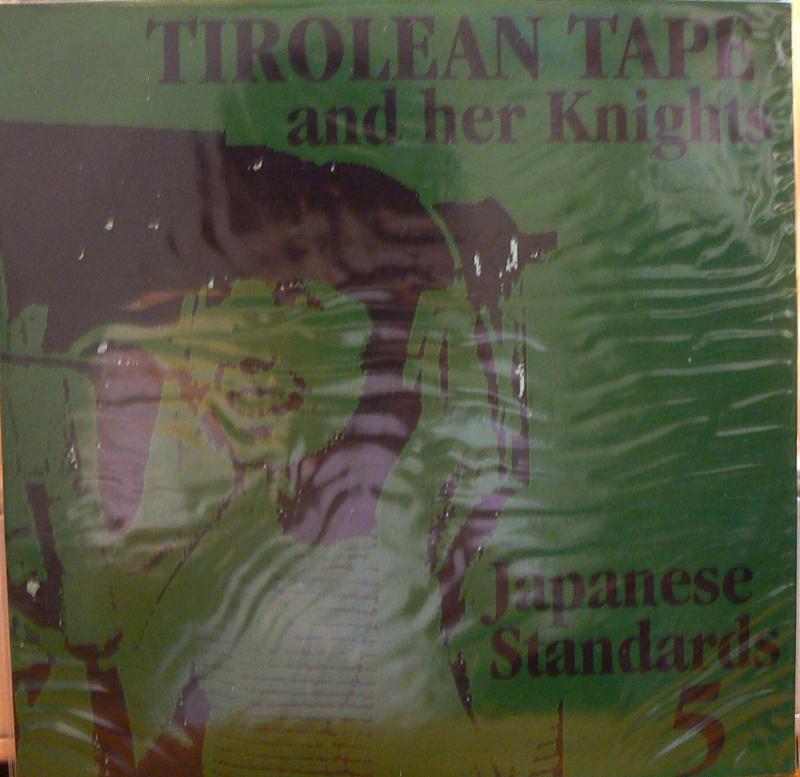 TIROLEAN TAPE
and her Knights
Japanese
Standards
5